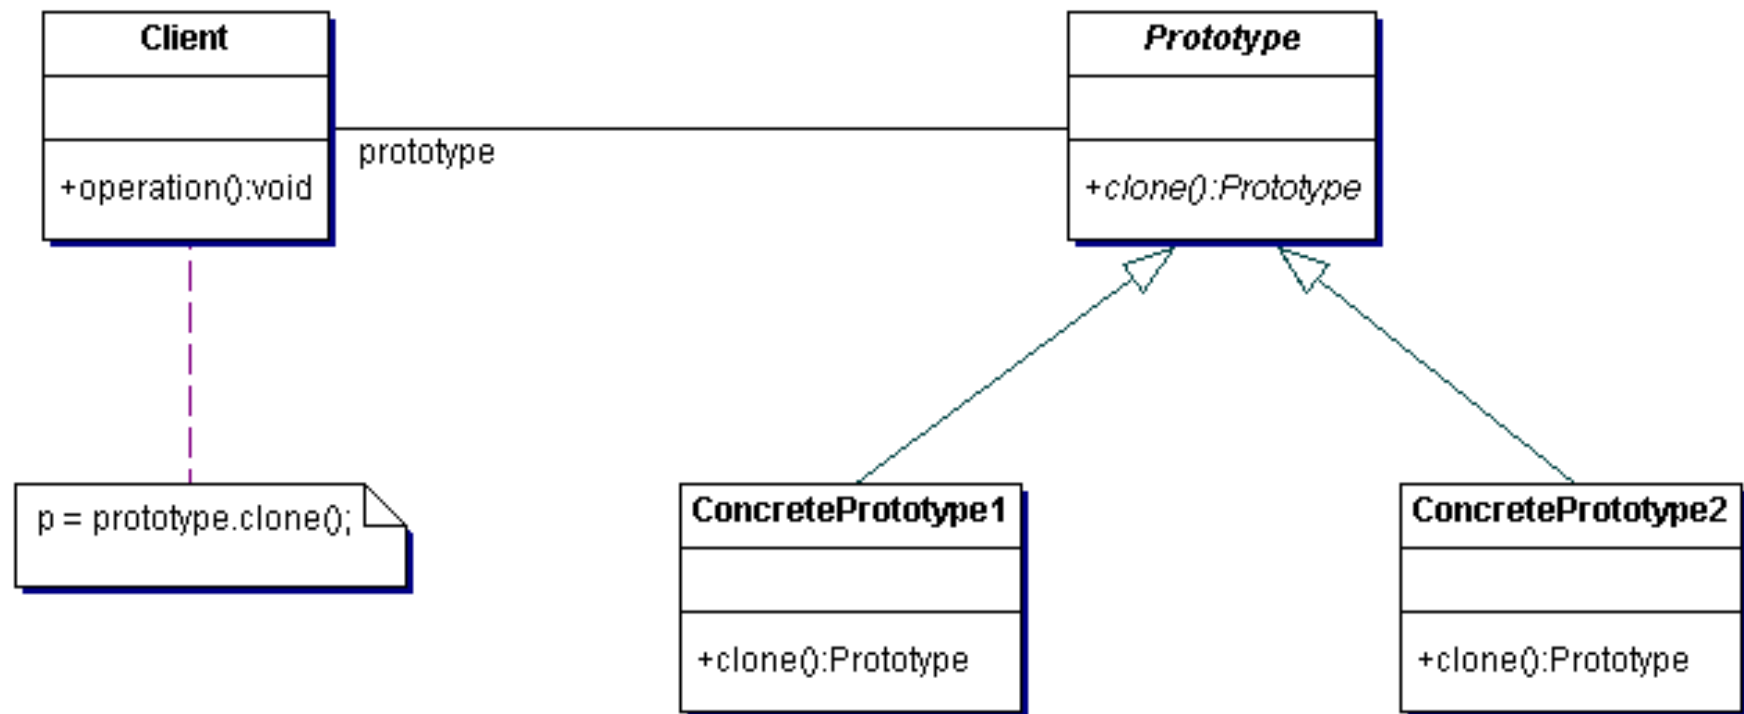 Client
Prototype
prototype
+operation():void
+clone():Prototype
p = prototype.clone();
ConcretePrototype1
ConcretePrototype2
+clone():Prototype
+clone():Prototype